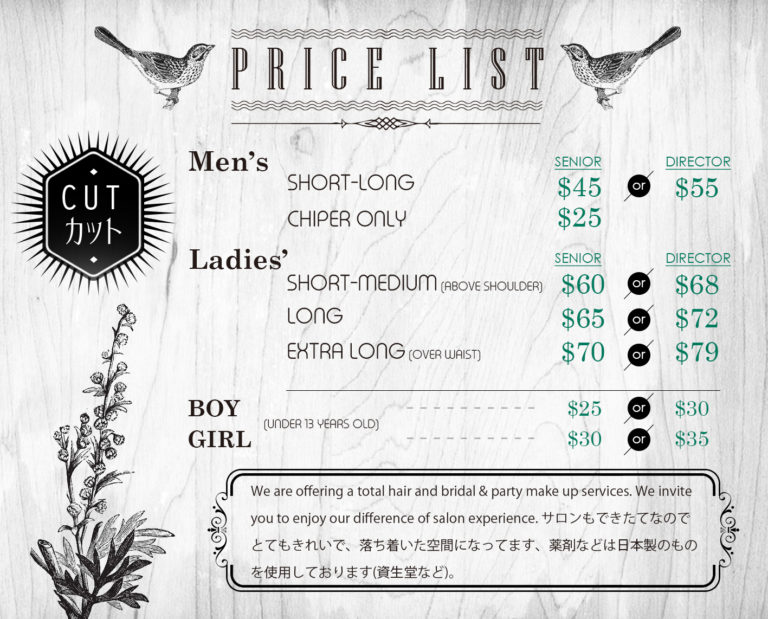 PRICE LIST
CUT
カット
Men's SENIOR DIRECTOR
SHORT-LONG $45 or $55
CHIPER ONLY $25
Ladies' SENIOR DIRECTOR
SHORT-MEDIUM (ABOVE SHOULDER) $60 or $68
LONG $65 or $72
EXTRA LONG (OVER WAIST) $70 or $79
BOY $25 or $30
(UNDER 13 YEARS OLD)
GIRL $30 or $35
We are offering a total hair and bridal & party make up services. We invite
you to enjoy our difference of salon experience. サロンもできたてなので
とてもきれいで、落ち着いた空間になってます、薬剤などは日本製のもの
を使用しております(資生堂など)。